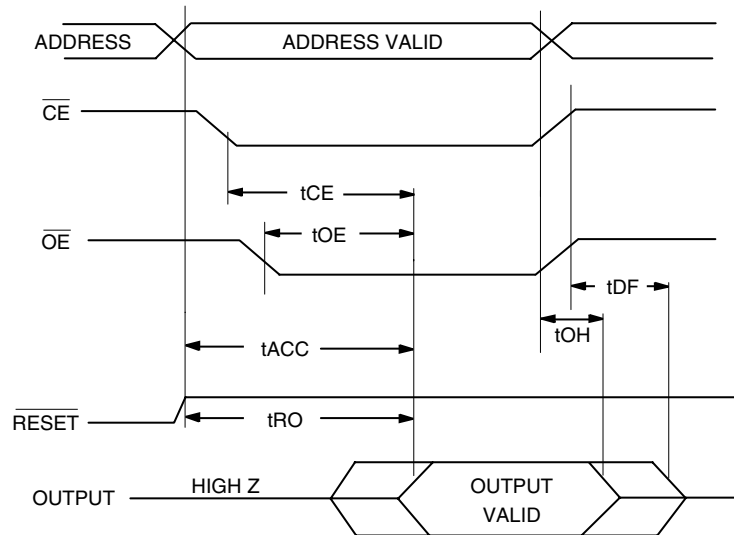 ADDRESS
ADDRESS VALID
CE
tCE
OE
tOE
tDF
tOH
tACC
RESET
tRO
OUTPUT
HIGH Z
OUTPUT
VALID